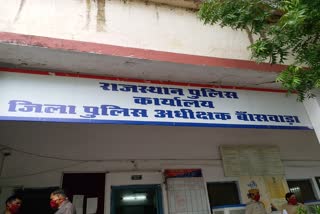 राजस्थान पुलिस
कार्यालय
जिला पुलिस अधीक्षक बाँसवाड़ा